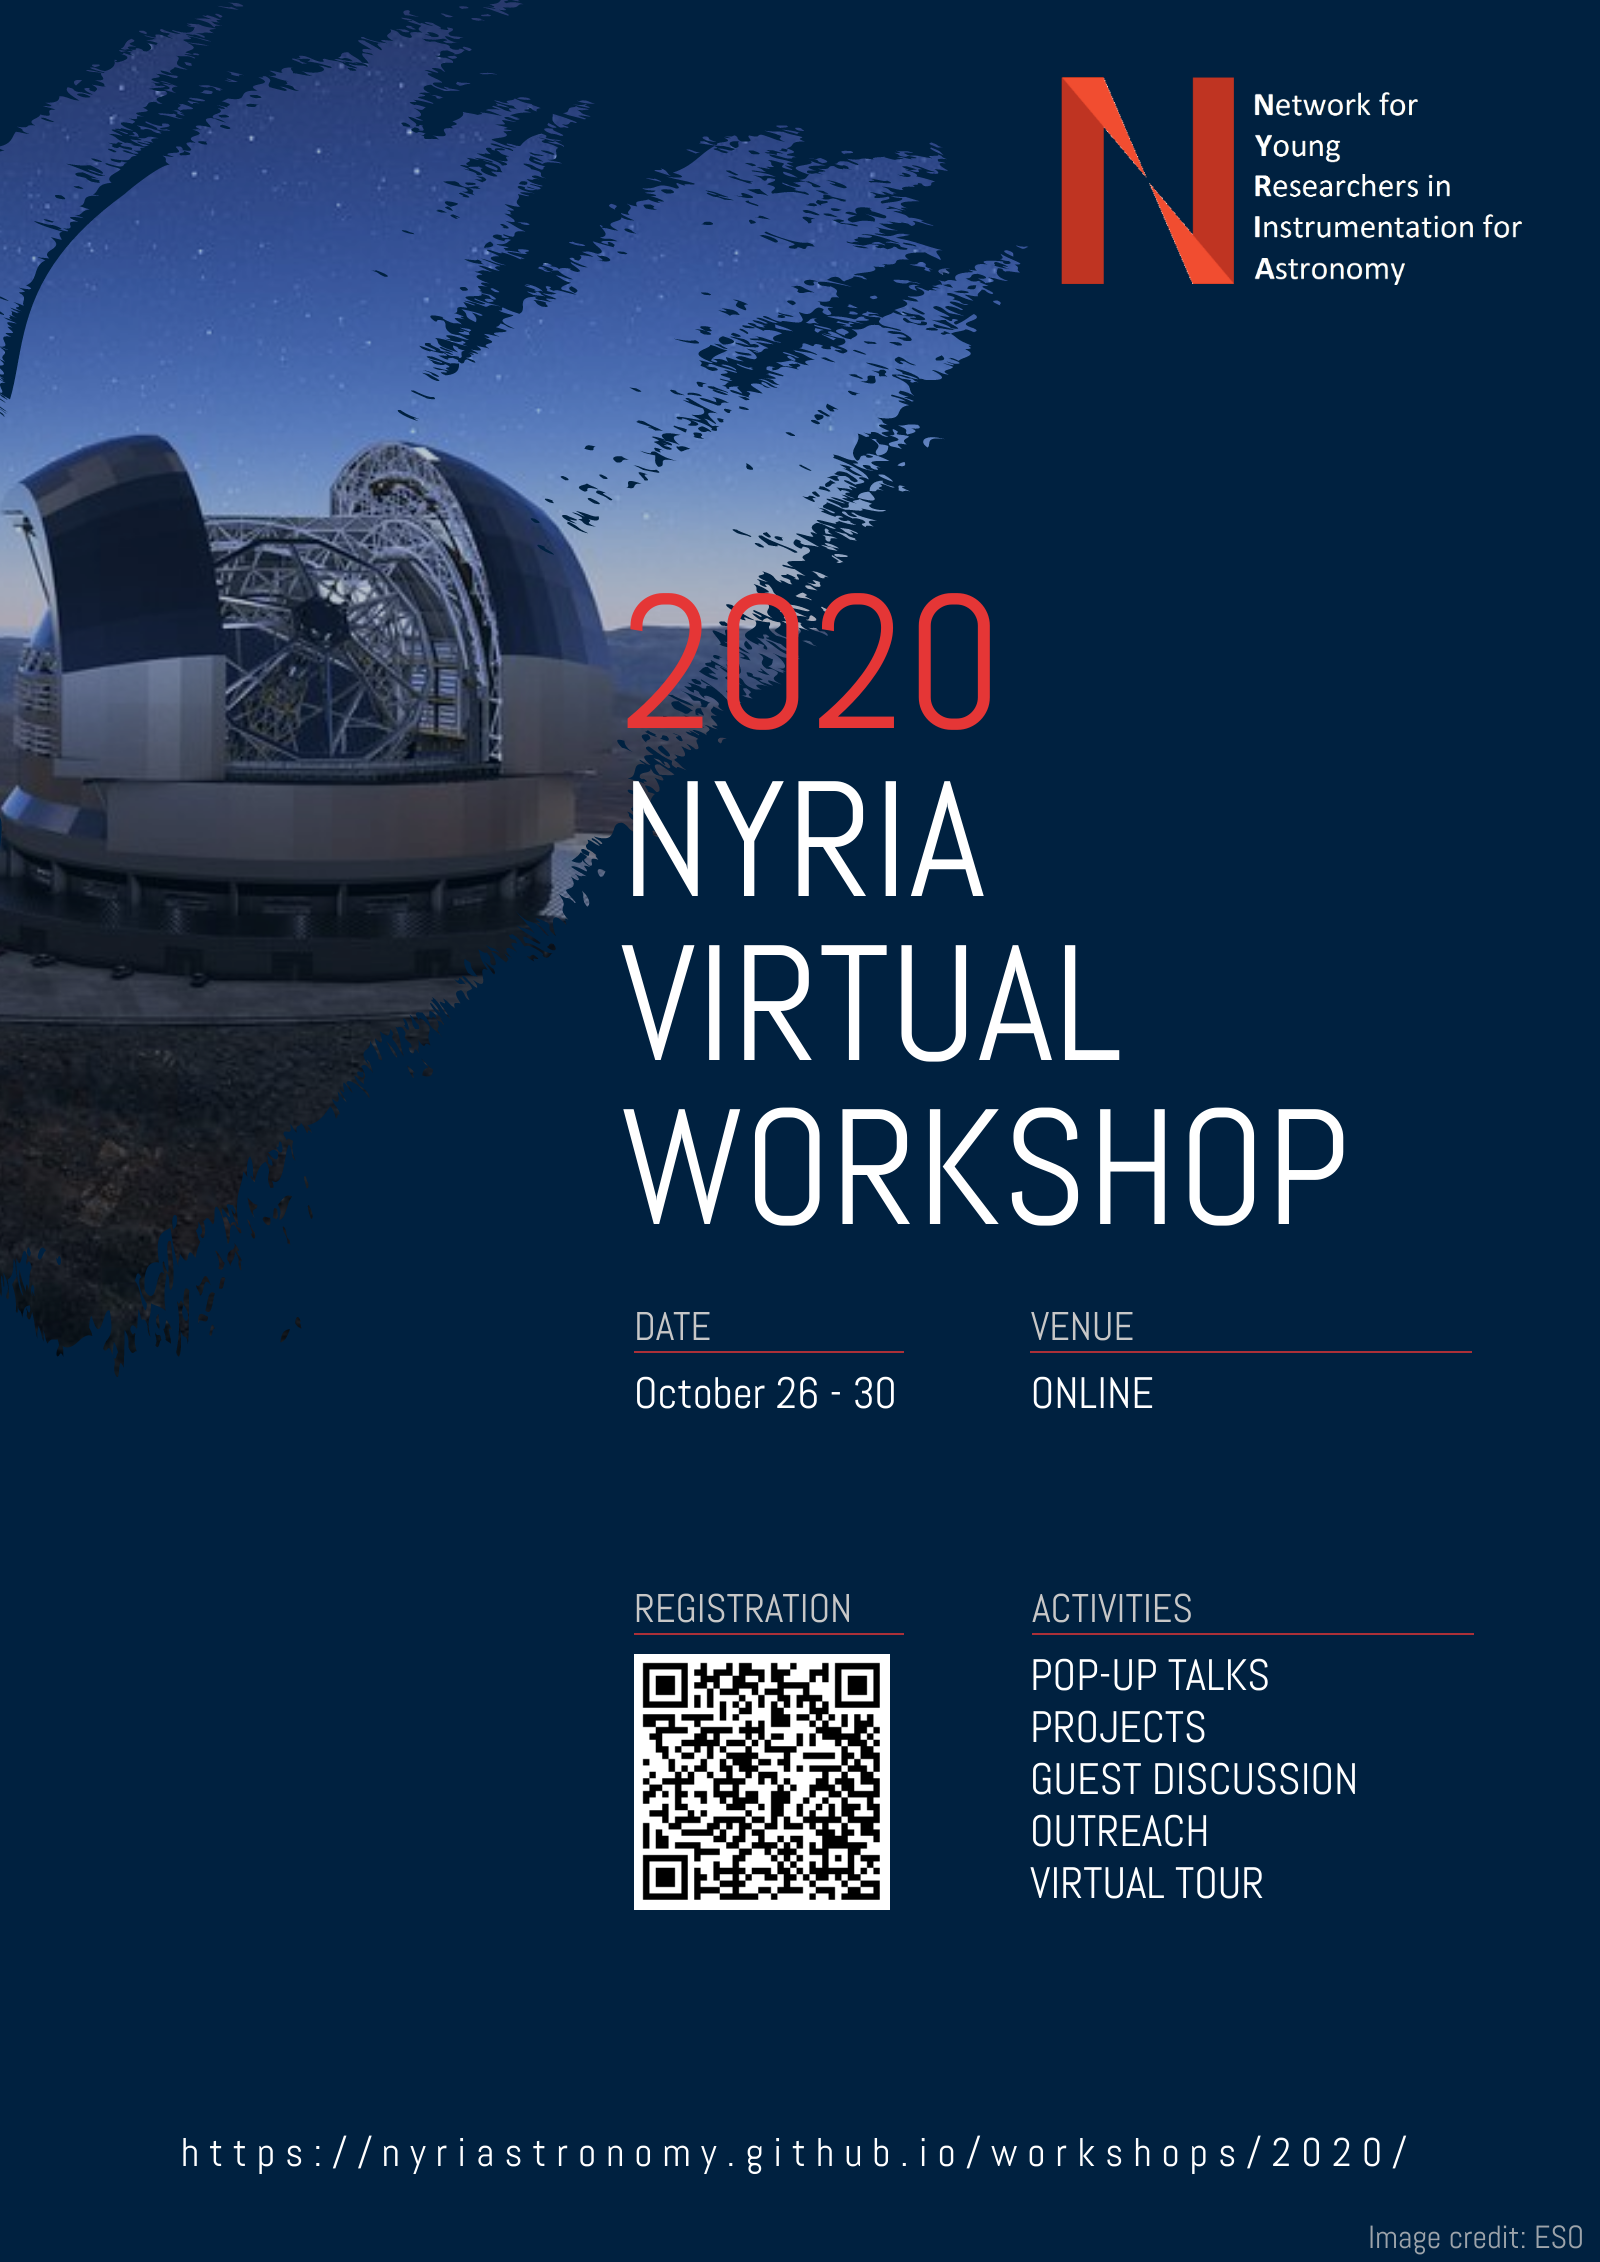 Network for
Young
Researchers in
Instrumentation for
Astronomy
2020
NYRIA
VIRTUAL
WORKSHOP
DATE
October 26 - 30
VENUE
ONLINE
REGISTRATION
ACTIVITIES
POP-UP TALKS
PROJECTS
GUEST DISCUSSION
OUTREACH
VIRTUAL TOUR
https://nyriastronomy.github.io/workshops/2020/
Image credit: ESO